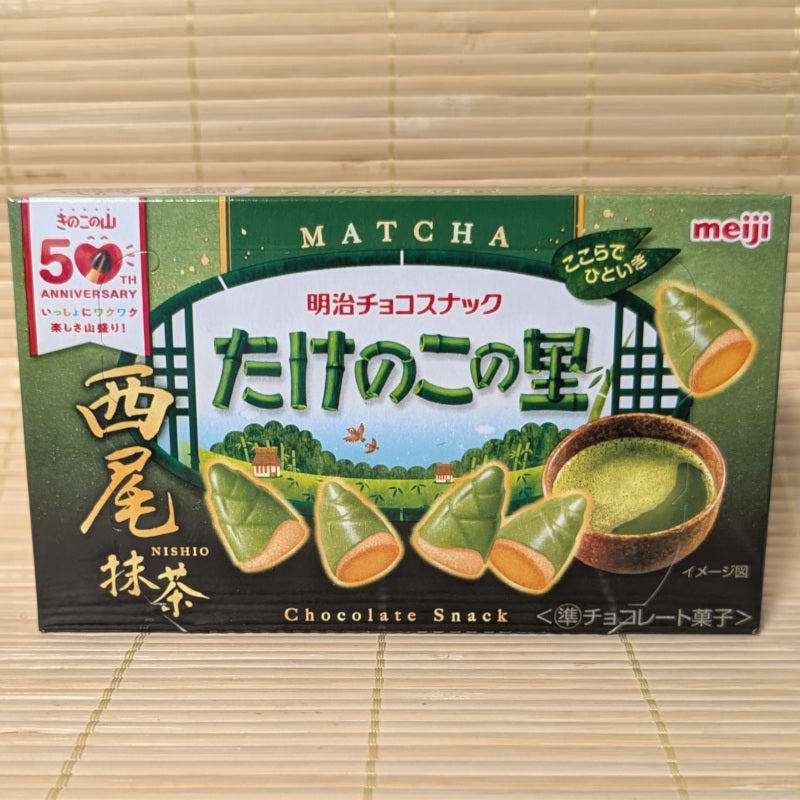 きのこの山
50TH
ANNIVERSARY
いっしょにワクワク
楽しさ山盛り!
MATCHA
meiji
ここらで
ひといき
明治チョコスナック
たけのこの里
西尾
NISHIO
抹茶
イメージ図
Chocolate Snack
<準チョコレート菓子>